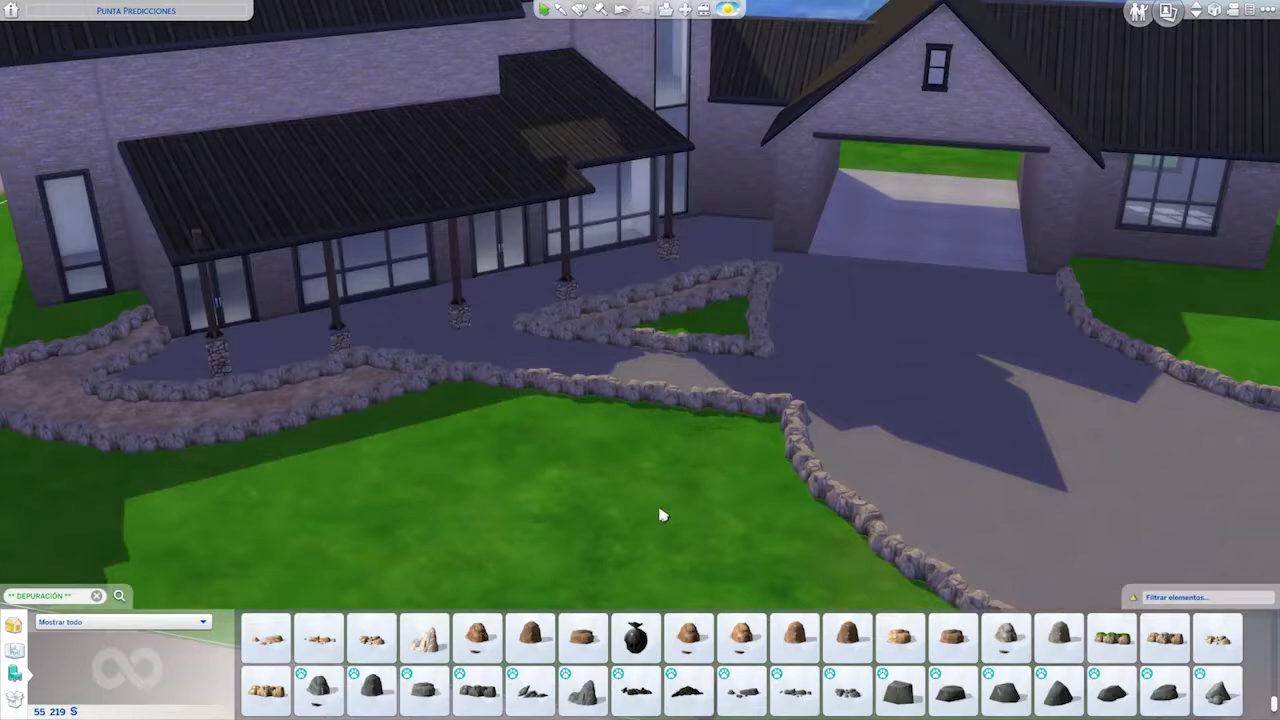 PUNTA PREDICCIONES
** DEPURACIÓN **
Filtrar elementos...
Mostrar todo
55 219 $